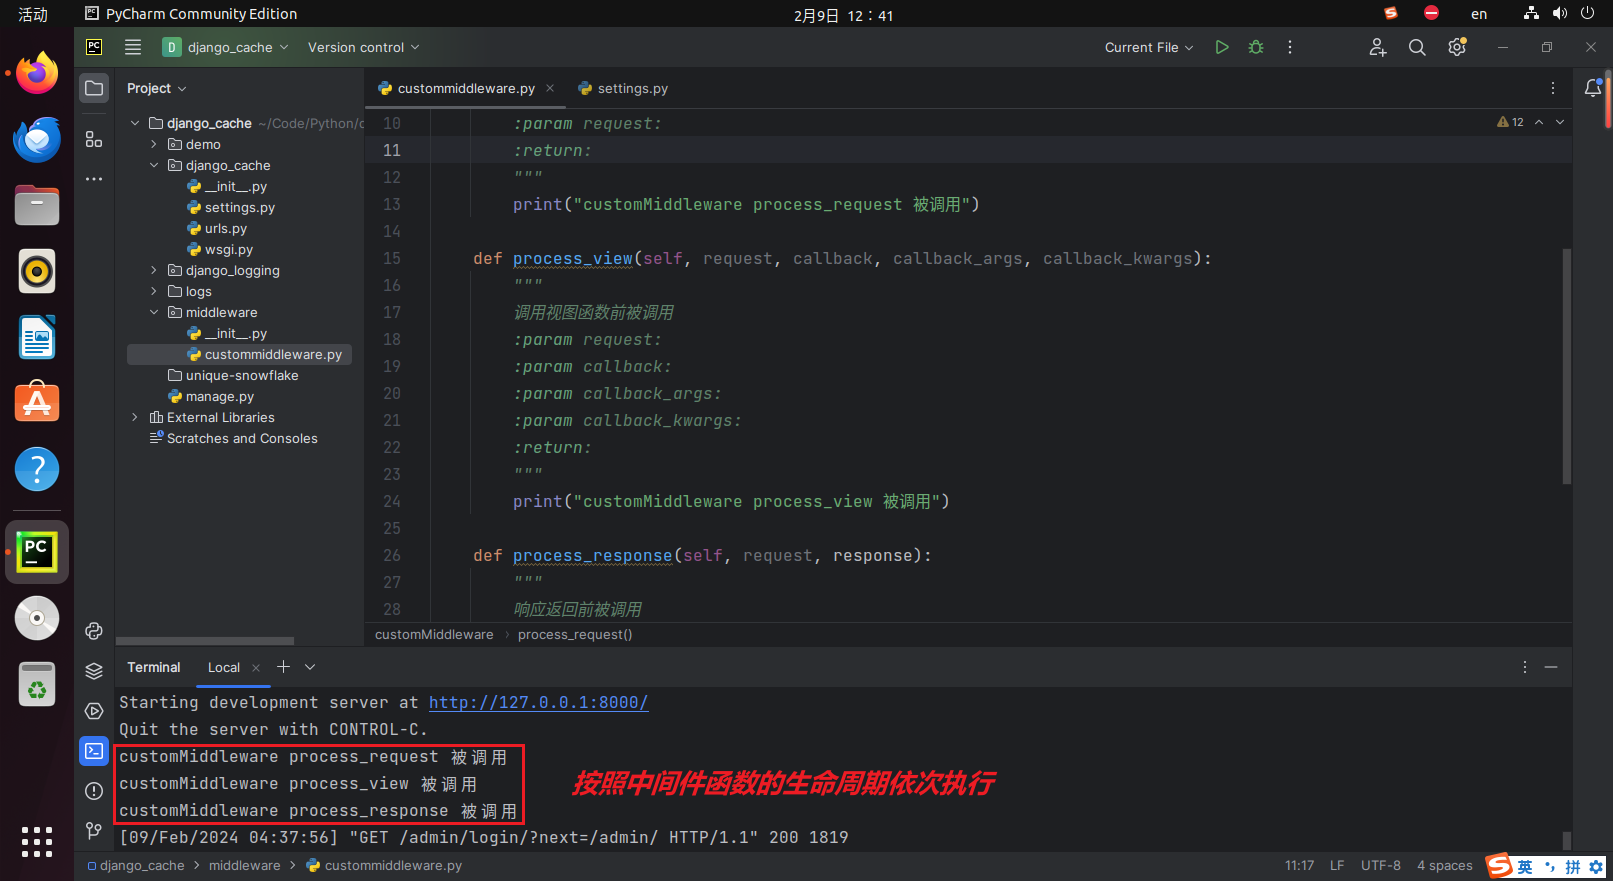 活动
PyCharm Community Edition
2月9日 12：41
en
PC
D
django_cache
Version control
Current File
Project
custommiddleware.py
settings.py
django_cache ~/Code/Python/
demo
django_cache
__init__.py
settings.py
urls.py
wsgi.py
django_logging
logs
middleware
__init__.py
custommiddleware.py
unique-snowflake
manage.py
External Libraries
Scratches and Consoles
12
10 :param request:
11 :return:
12 """
13 print("customMiddleware process_request 被调用")
14
15 def process_view(self, request, callback, callback_args, callback_kwargs):
16 """
17 调用视图函数前被调用
18 :param request:
19 :param callback:
20 :param callback_args:
21 :param callback_kwargs:
22 :return:
23 """
24 print("customMiddleware process_view 被调用")
25
26 def process_response(self, request, response):
27 """
28 响应返回前被调用
customMiddleware › process_request()
PC
Terminal
Local
Starting development server at http://127.0.0.1:8000/
Quit the server with CONTROL-C.
customMiddleware process_request 被调用
customMiddleware process_view 被调用
customMiddleware process_response 被调用
按照中间件函数的生命周期依次执行
[09/Feb/2024 04:37:56] "GET /admin/login/?next=/admin/ HTTP/1.1" 200 1819
django_cache > middleware > custommiddleware.py
11:17 LF UTF-8 4 spaces
S 英 拼